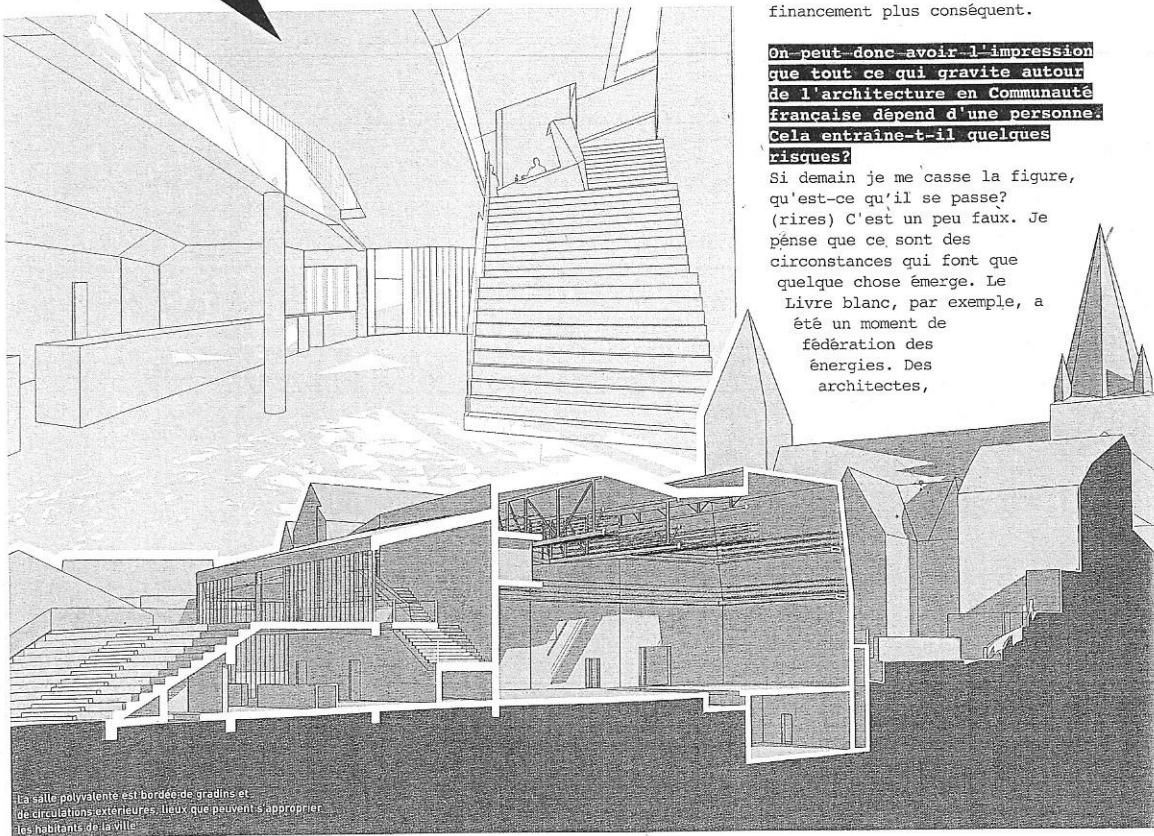 financement plus conséquent.
On peut donc avoir l'impression
que tout ce qui gravite autour
de l'architecture en Communauté
française dépend d'une personne.
Cela entraîne-t-il quelques
risques?
Si demain je me casse la figure,
qu'est-ce qu'il se passe?
(rires) C'est un peu faux. Je
pense que ce sont des
circonstances qui font que
quelque chose émerge. Le
Livre blanc, par exemple, a
été un moment de
fédération des
énergies. Des
architectes,
La salle polyvalente est bordée de gradins et
de circulations extérieures, lieux que peuvent s'approprier
les habitants de la ville